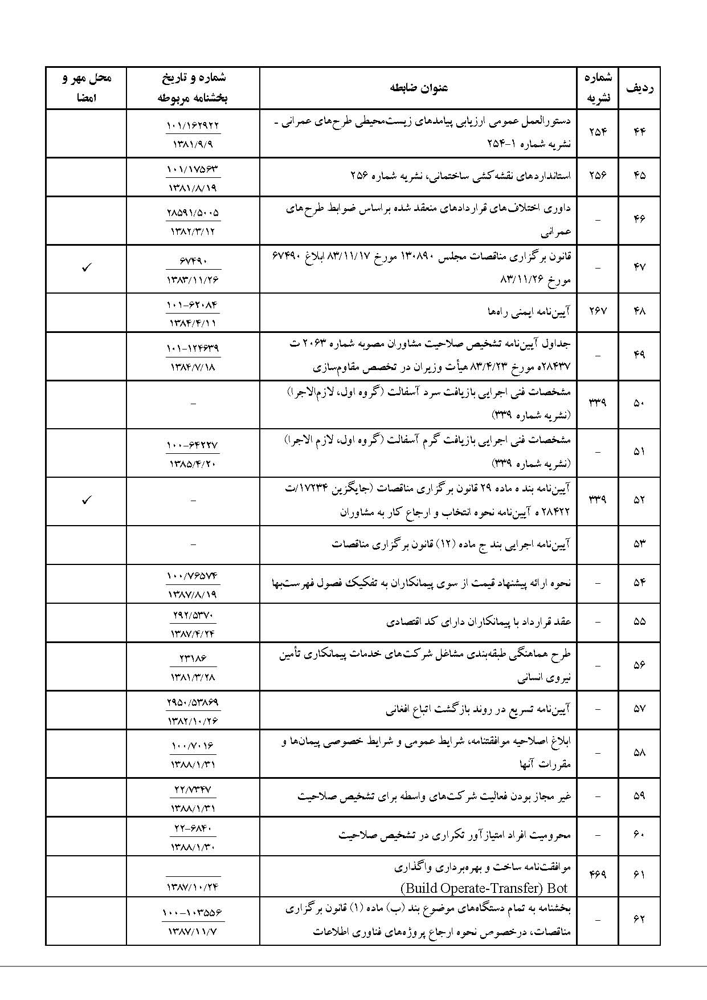 ردیف
شماره
نشریه
عنوان ضابطه
شماره و تاریخ
بخشنامه مربوطه
محل مهر و
امضا
۴۴
۲۵۴
دستورالعمل عمومی ارزیابی پیامدهای زیست‌محیطی طرح‌های عمرانی ـ
نشریه شماره ۱-۲۵۴
۱۰۱/۱۶۲۹۲۲
۱۳۸۱/۹/۹
۴۵
۲۵۶
استانداردهای نقشه‌کشی ساختمانی، نشریه شماره ۲۵۶
۱۰۱/۱۷۵۶۳
۱۳۸۱/۸/۱۹
۴۶
–
داوری اختلاف‌های قراردادهای منعقد شده براساس ضوابط طرح‌های
عمرانی
۲۸۵۹۱/۵۰۰۵
۱۳۸۲/۳/۱۲
۴۷
–
قانون برگزاری مناقصات مجلس ۱۳۰۸۹۰ مورخ ۸۳/۱۱/۱۷ ابلاغ ۶۷۴۹۰
مورخ ۸۳/۱۱/۲۶
۶۷۴۹۰
۱۳۸۳/۱۱/۲۶
✓
۴۸
۲۶۷
آیین‌نامه ایمنی راه‌ها
۱۰۱-۶۲۰۸۴
۱۳۸۴/۴/۱۱
۴۹
–
جداول آیین‌نامه تشخیص صلاحیت مشاوران مصوبه شماره ۲۰۶۳ ت
۲۸۴۳۷ه مورخ ۸۳/۴/۲۳ هیأت وزیران در تخصص مقاوم‌سازی
۱۰۱-۱۲۴۶۳۹
۱۳۸۴/۷/۱۸
۵۰
۳۳۹
مشخصات فنی اجرایی بازیافت سرد آسفالت (گروه اول، لازم‌الاجرا)
(نشریه شماره ۳۳۹)
–
۵۱
–
مشخصات فنی اجرایی بازیافت گرم آسفالت (گروه اول، لازم الاجرا)
(نشریه شماره ۳۳۹)
۱۰۰-۶۴۲۲۷
۱۳۸۵/۴/۲۰
۵۲
۳۳۹
آیین‌نامه بند ه ماده ۲۹ قانون برگزاری مناقصات (جایگزین ۱۷۲۳۴/ت
۲۸۴۲۲ ه آیین‌نامه نحوه انتخاب و ارجاع کار به مشاوران
–
✓
۵۳
آیین‌نامه اجرایی بند ج ماده (۱۲) قانون برگزاری مناقصات
–
۵۴
–
نحوه ارائه پیشنهاد قیمت از سوی پیمانکاران به تفکیک فصول فهرست‌بها
۱۰۰/۷۶۵۷۴
۱۳۸۷/۸/۱۹
۵۵
–
عقد قرارداد با پیمانکاران دارای کد اقتصادی
۲۹۲/۵۳۷۰
۱۳۸۷/۴/۲۴
۵۶
–
طرح هماهنگی طبقه‌بندی مشاغل شرکت‌های خدمات پیمانکاری تأمین
نیروی انسانی
۲۳۱۸۶
۱۳۸۱/۳/۲۸
۵۷
–
آیین‌نامه تسریع در روند بازگشت اتباع افغانی
۲۹۵۰/۵۳۸۶۹
۱۳۸۲/۱۰/۲۶
۵۸
–
ابلاغ اصلاحیه موافقتنامه، شرایط عمومی و شرایط خصوصی پیمان‌ها و
مقررات آنها
۱۰۰/۷۰۱۶
۱۳۸۸/۱/۳۱
۵۹
–
غیر مجاز بودن فعالیت شرکت‌های واسطه برای تشخیص صلاحیت
۲۲/۷۳۴۷
۱۳۸۸/۱/۳۱
۶۰
–
محرومیت افراد امتیازآور تکراری در تشخیص صلاحیت
۲۲-۶۸۴۰
۱۳۸۸/۱/۳۰
۶۱
۴۶۹
موافقت‌نامه ساخت و بهره‌برداری واگذاری
(Build Operate-Transfer) Bot
۱۳۸۷/۱۰/۲۴
۶۲
–
بخشنامه به تمام دستگاه‌های موضوع بند (ب) ماده (۱) قانون برگزاری
مناقصات، درخصوص نحوه ارجاع پروژه‌های فناوری اطلاعات
۱۰۰-۱۰۳۵۵۶
۱۳۸۷/۱۱/۷